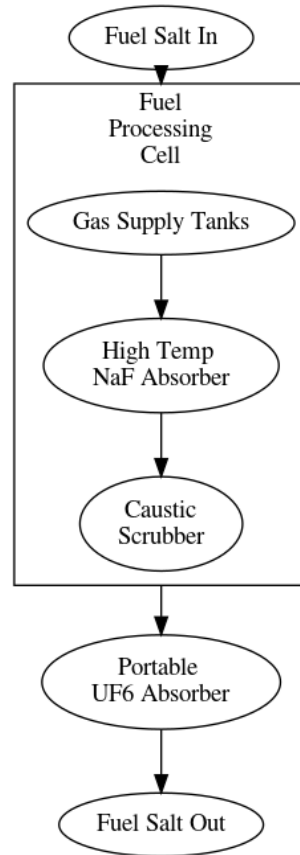 Fuel Salt In
Fuel
Processing
Cell
Gas Supply Tanks
High Temp
NaF Absorber
Caustic
Scrubber
Portable
UF6 Absorber
Fuel Salt Out